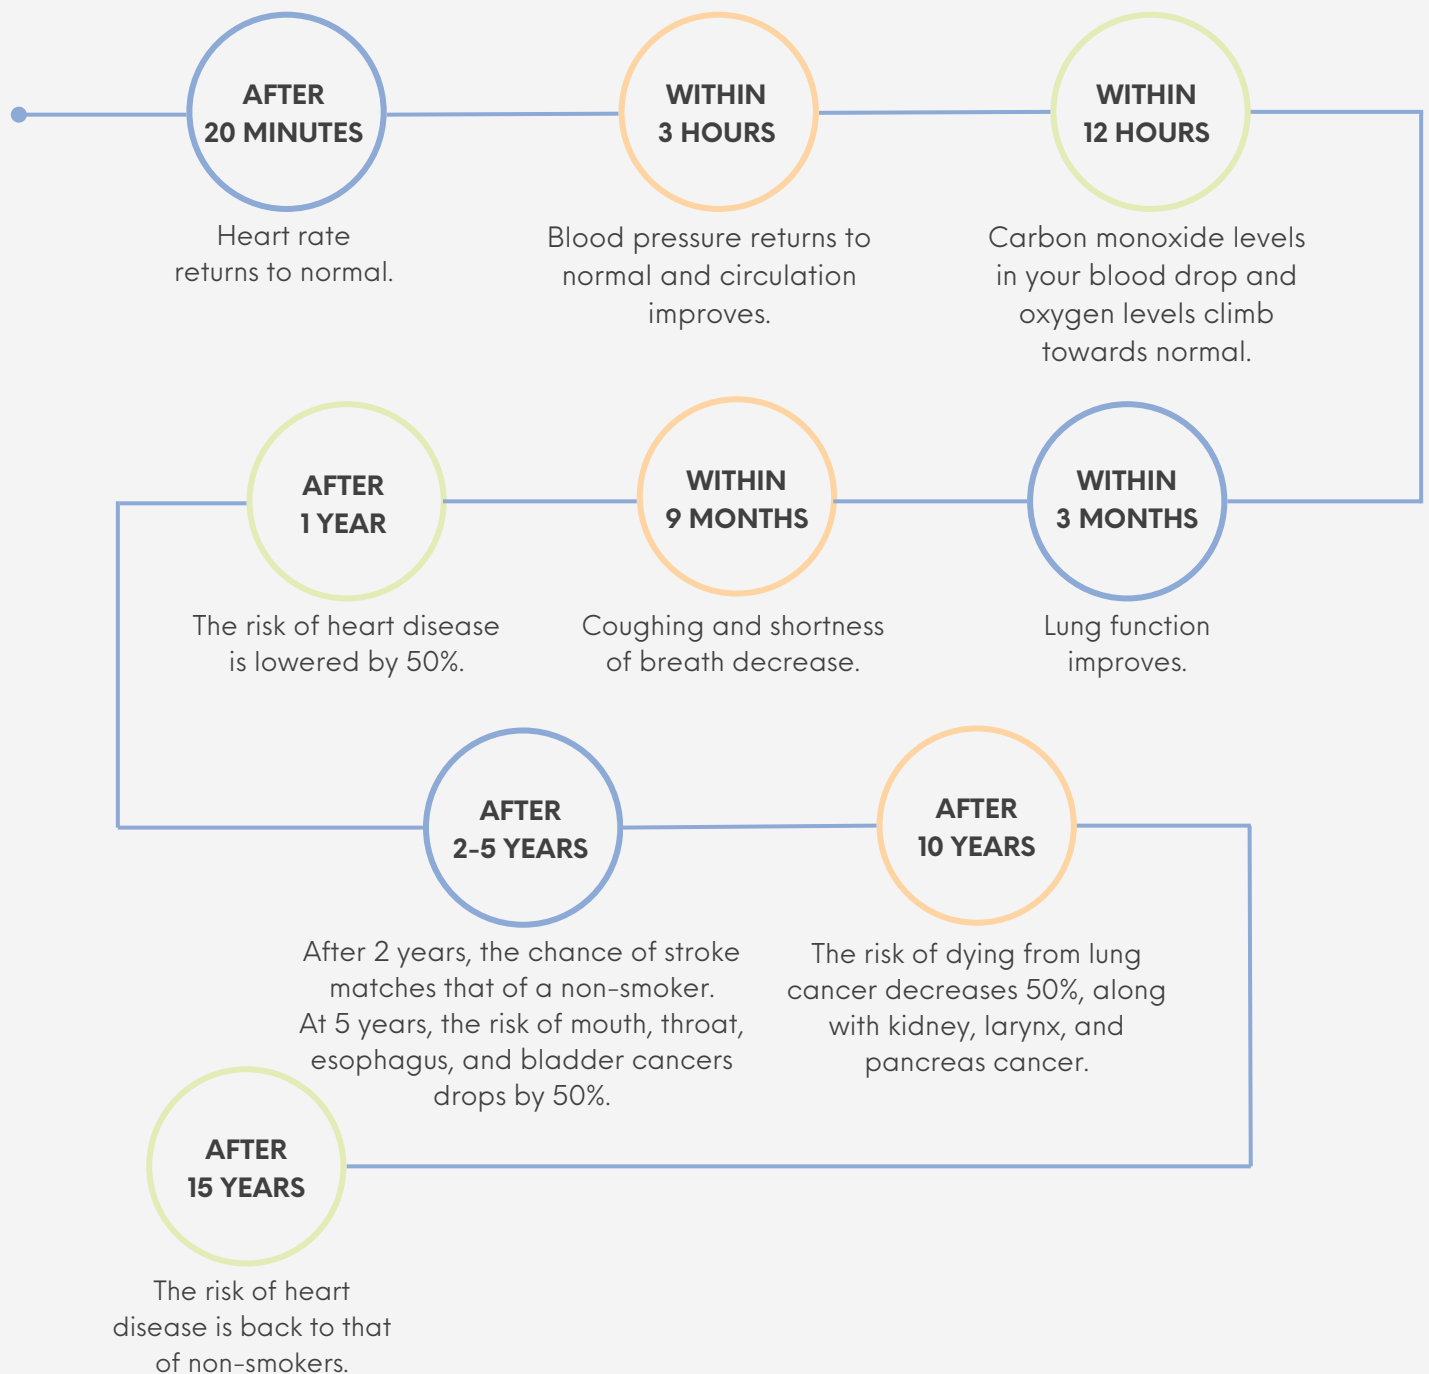 AFTER
20 MINUTES
Heart rate
returns to normal.
WITHIN
3 HOURS
Blood pressure returns to
normal and circulation
improves.
WITHIN
12 HOURS
Carbon monoxide levels
in your blood drop and
oxygen levels climb
towards normal.
WITHIN
3 MONTHS
Lung function
improves.
WITHIN
9 MONTHS
Coughing and shortness
of breath decrease.
AFTER
1 YEAR
The risk of heart disease
is lowered by 50%.
AFTER
2-5 YEARS
After 2 years, the chance of stroke
matches that of a non-smoker.
At 5 years, the risk of mouth, throat,
esophagus, and bladder cancers
drops by 50%.
AFTER
10 YEARS
The risk of dying from lung
cancer decreases 50%, along
with kidney, larynx, and
pancreas cancer.
AFTER
15 YEARS
The risk of heart
disease is back to that
of non-smokers.